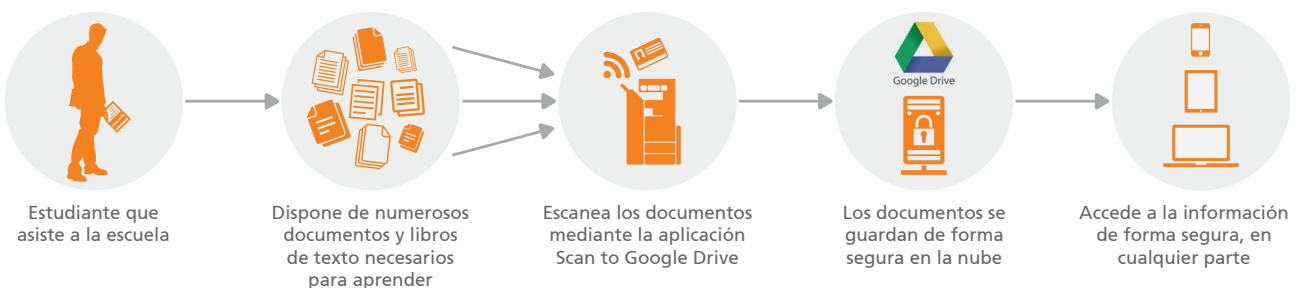 Google Drive
Estudiante que
asiste a la escuela
Dispone de numerosos
documentos y libros
de texto necesarios
para aprender
Escanea los documentos
mediante la aplicación
Scan to Google Drive
Los documentos se
guardan de forma
segura en la nube
Accede a la información
de forma segura, en
cualquier parte